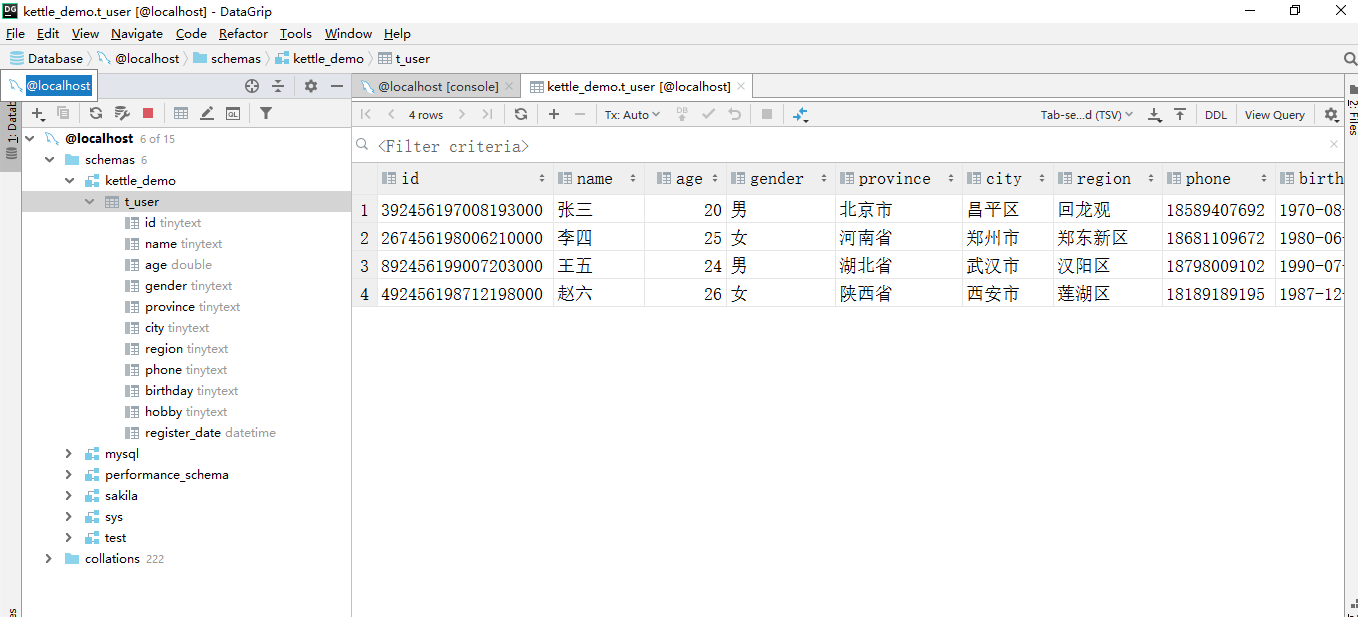 kettle_demo.t_user [@localhost] - DataGrip
File Edit View Navigate Code Refactor Tools Window Help
Database @localhost schemas kettle_demo t_user
@localhost
@localhost [console] kettle_demo.t_user [@localhost]
4 rows Tx: Auto DB Tab-se...d (TSV) DDL View Query
<Filter criteria>
@localhost 6 of 15
schemas 6
kettle_demo
t_user
id tinytext
name tinytext
age double
gender tinytext
province tinytext
city tinytext
region tinytext
phone tinytext
birthday tinytext
hobby tinytext
register_date datetime
mysql
performance_schema
sakila
sys
test
collations 222
id name age gender province city region phone birth
1 392456197008193000 张三 20 男 北京市 昌平区 回龙观 18589407692 1970-08-
2 267456198006210000 李四 25 女 河南省 郑州市 郑东新区 18681109672 1980-06-
3 892456199007203000 王五 24 男 湖北省 武汉市 汉阳区 18798009102 1990-07-
4 492456198712198000 赵六 26 女 陕西省 西安市 莲湖区 18189189195 1987-12-
1: Datab
2: Files